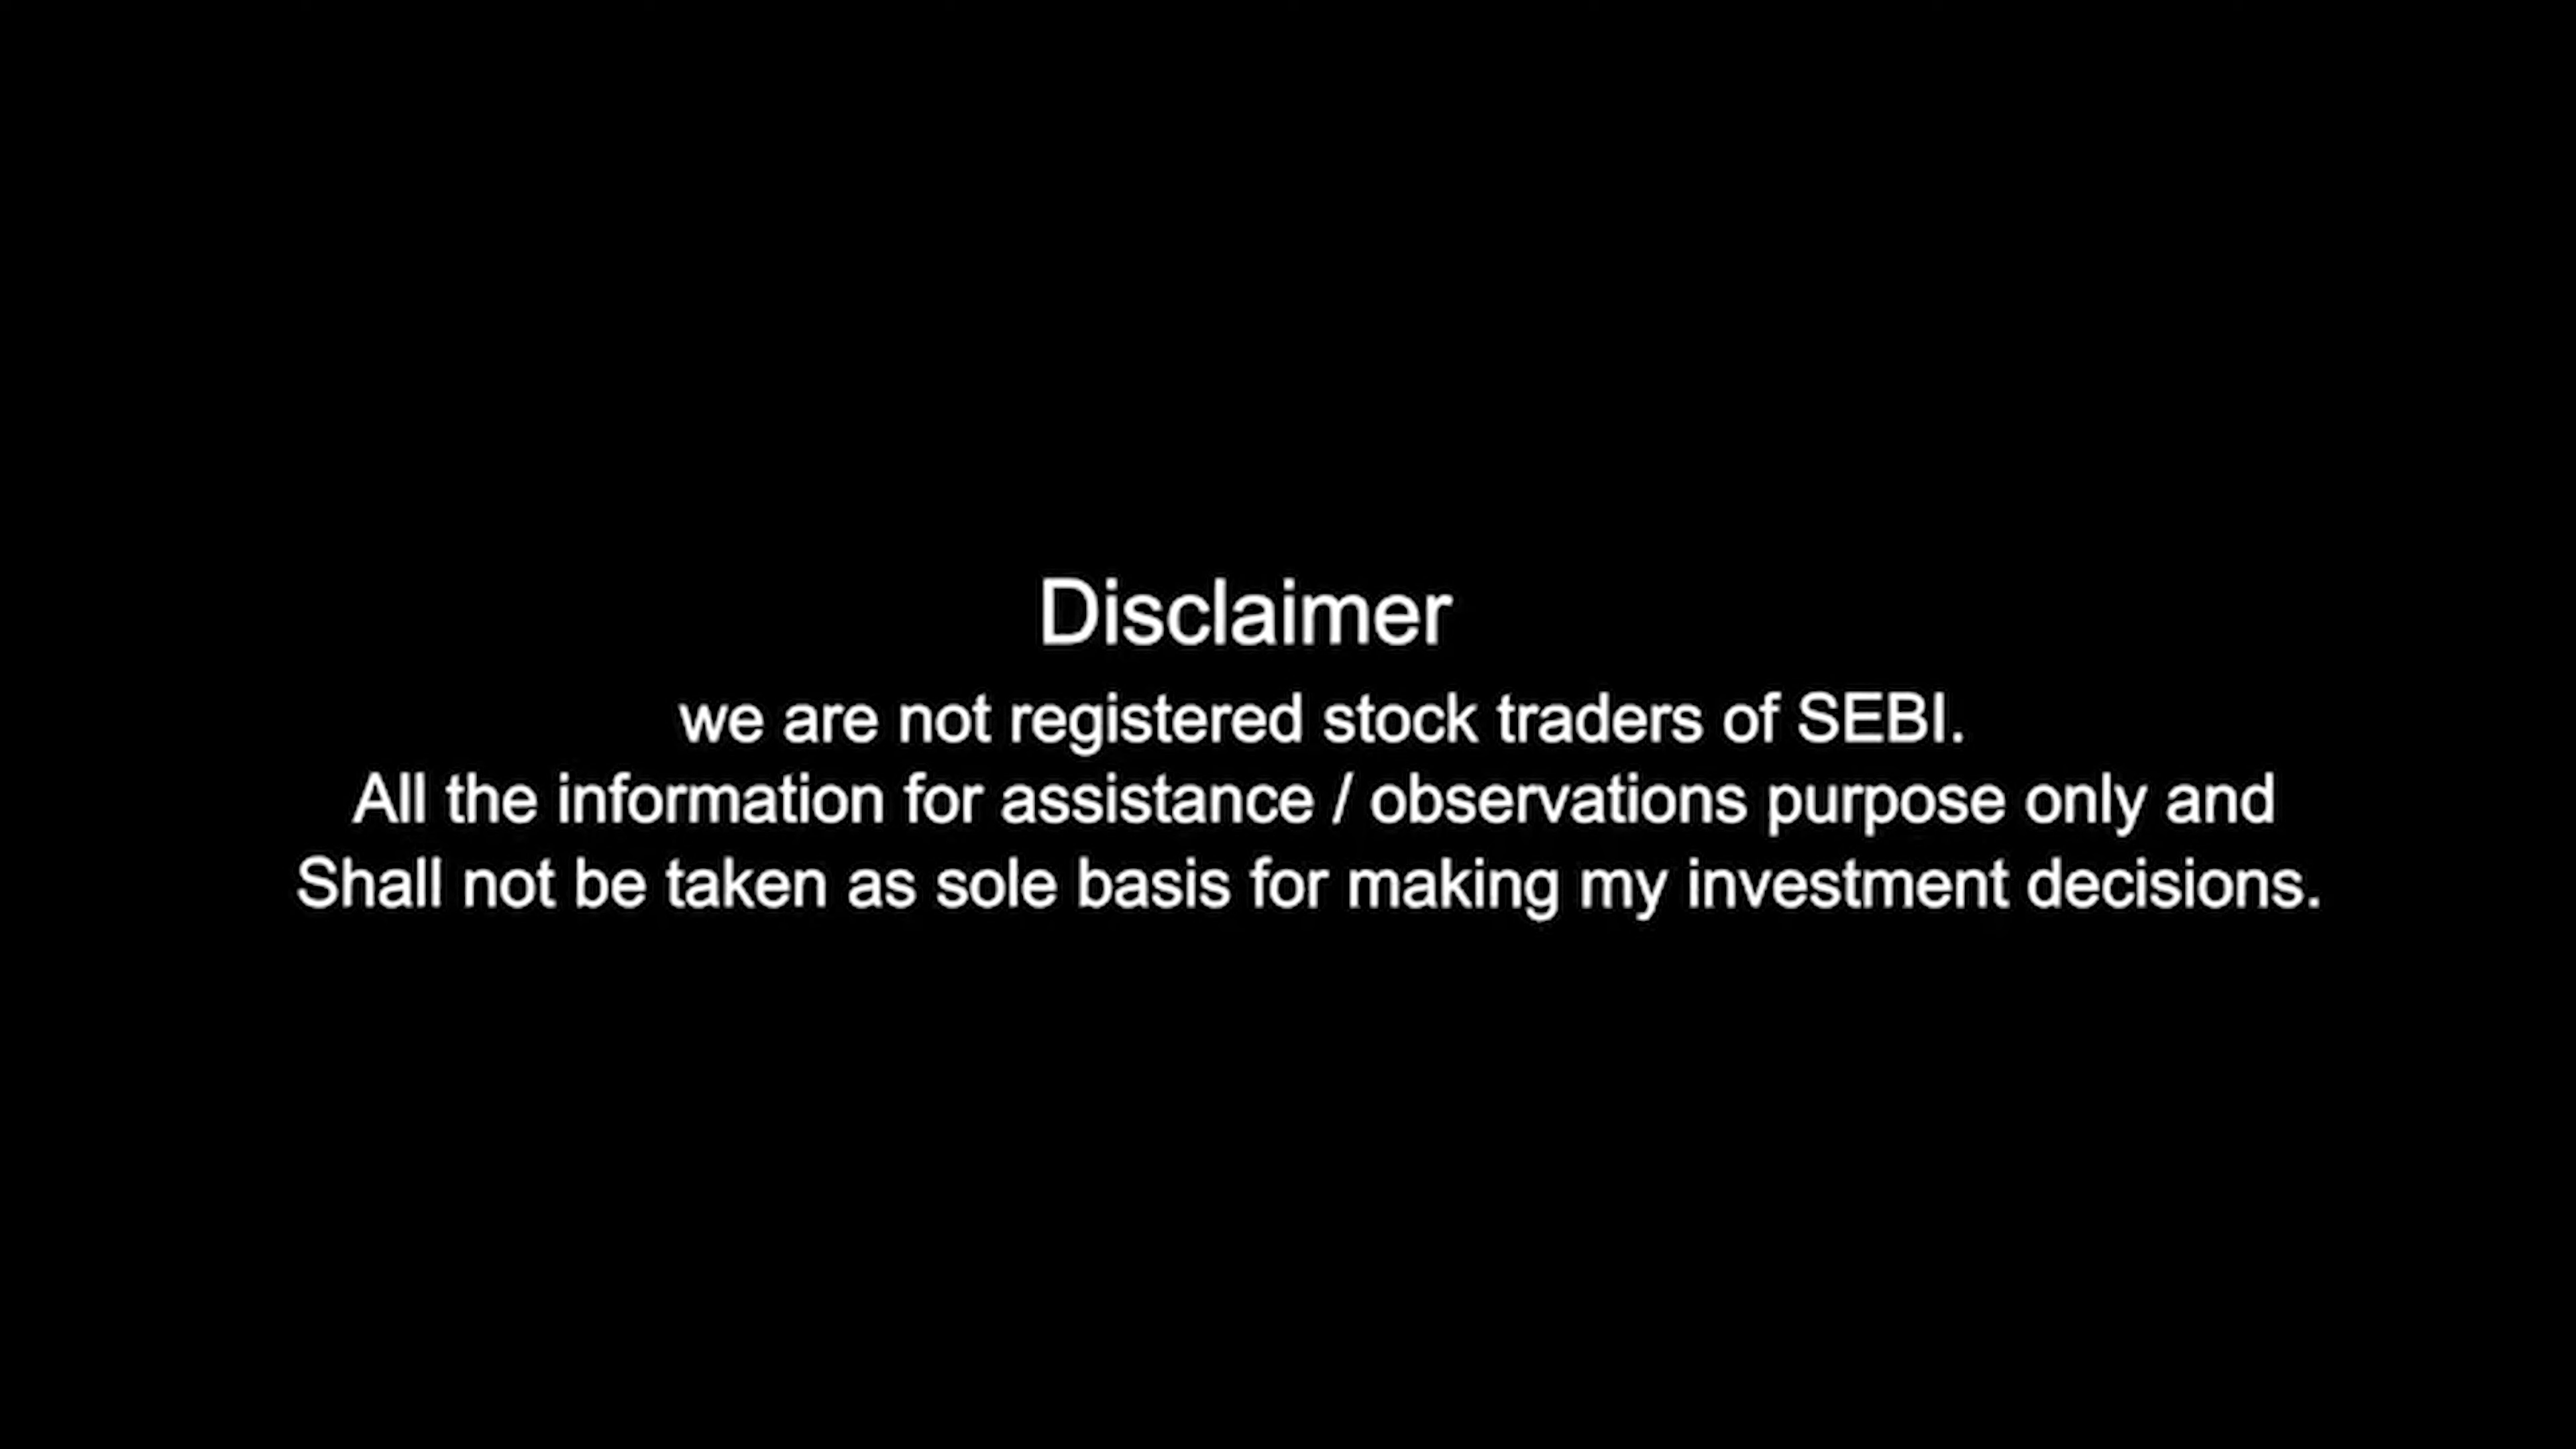 Disclaimer
we are not registered stock traders of SEBI.
All the information for assistance / observations purpose only and
Shall not be taken as sole basis for making my investment decisions.